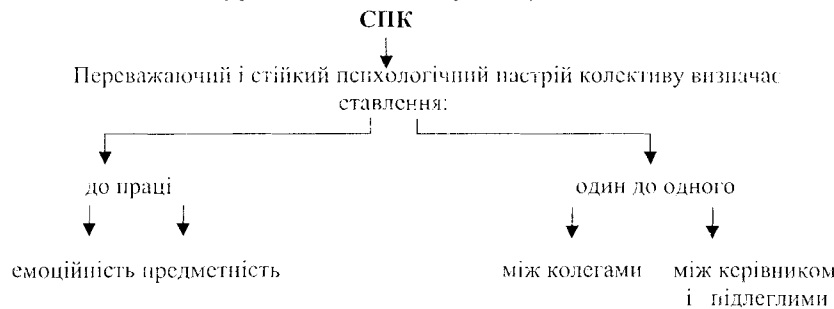 СПК
Переважаючий і стійкий психологічний настрій колективу визначає
ставлення:
до праці
один до одного
емоційність предметність
між колегами
між керівником
і підлеглими